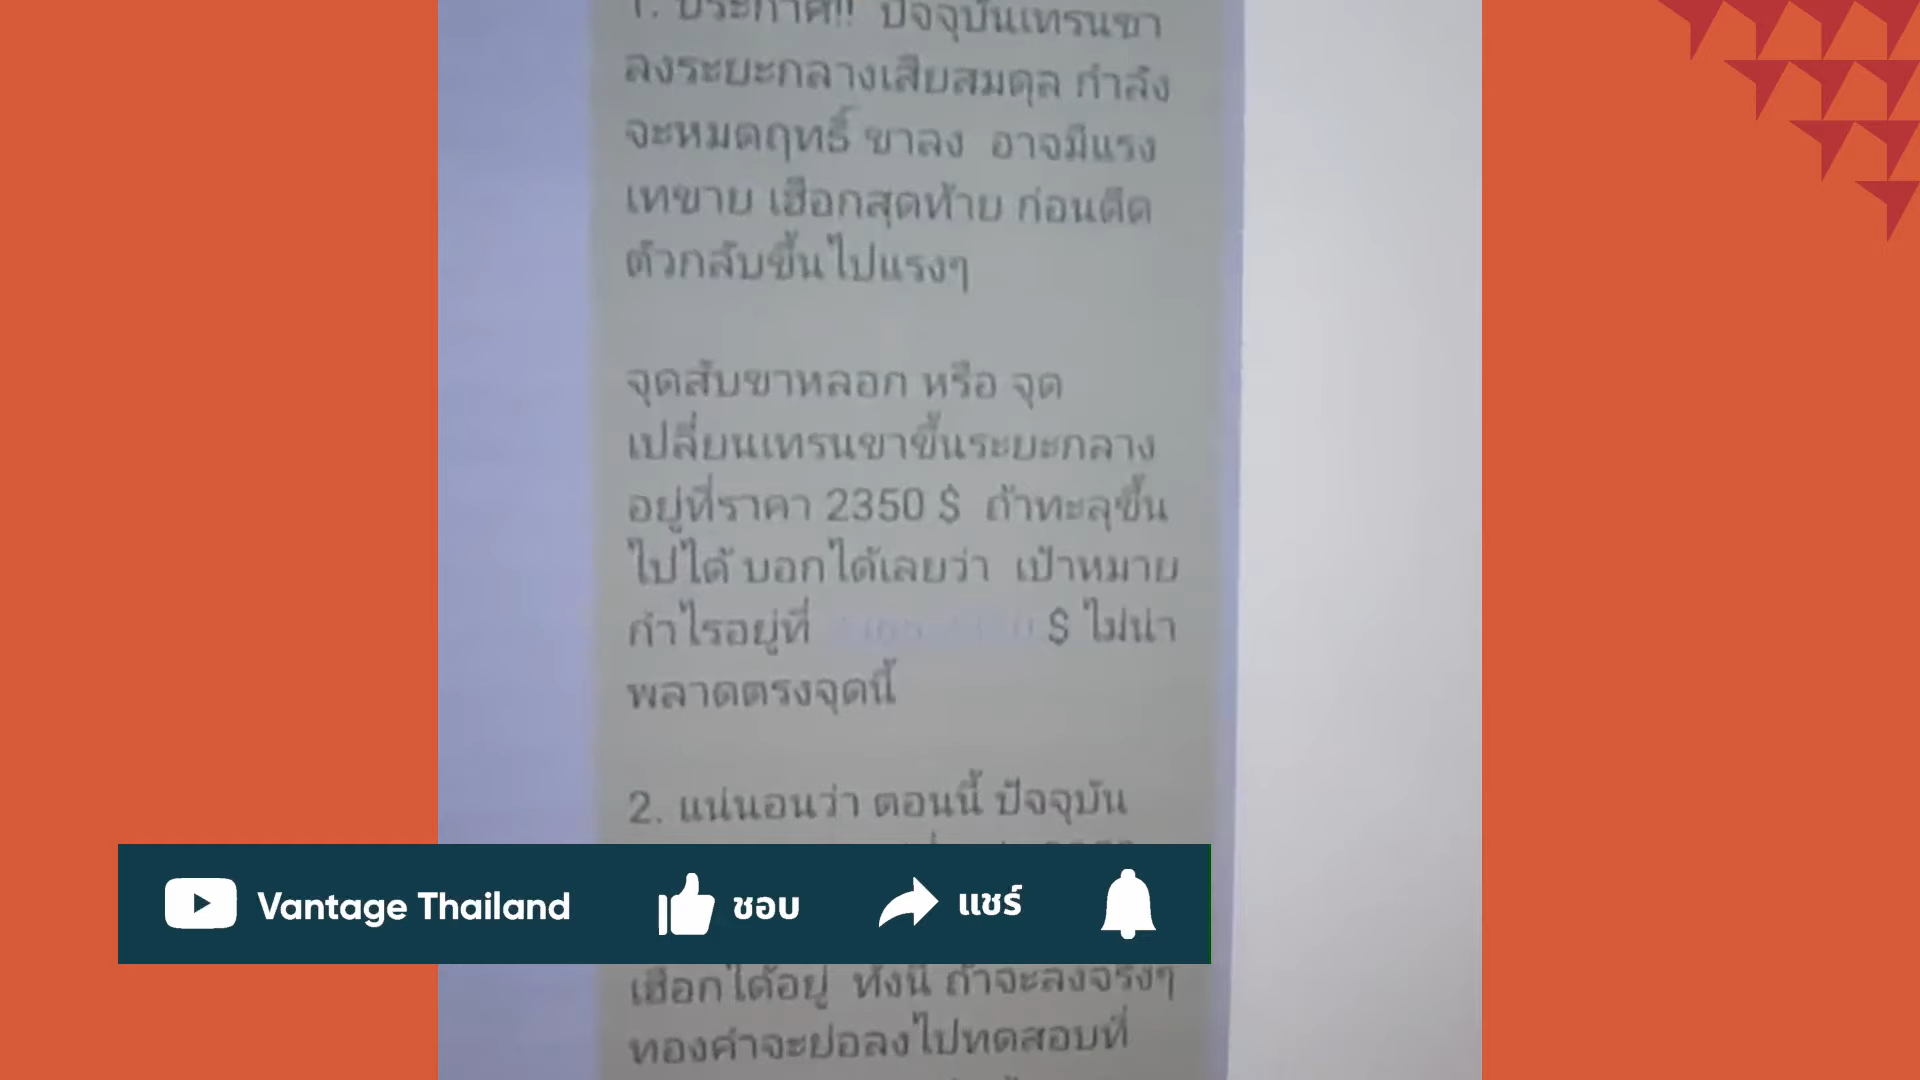 1. ประกาศ!! ปัจจุบันเทรนขา
ลงระยะกลางเสียสมดุล กำลัง
จะหมดฤทธิ์ ขาลง อาจมีแรง
เทขาย เฮือกสุดท้าย ก่อนดีด
ตัวกลับขึ้นไปแรงๆ
จุดสับขาหลอก หรือ จุด
เปลี่ยนเทรนขาขึ้นระยะกลาง
อยู่ที่ราคา 2350 $ ถ้าทะลุขึ้น
ไปได้ บอกได้เลยว่า เป้าหมาย
กำไรอยู่ที่ $ ไม่น่า
พลาดตรงจุดนี้
2. แน่นอนว่า ตอนนี้ ปัจจุบัน
Vantage Thailand ชอบ แชร์
เฮือกได้อยู่ ทั้งนี้ ถ้าจะลงจริงๆ
ทองคำจะย่อลงไปทดสอบที่